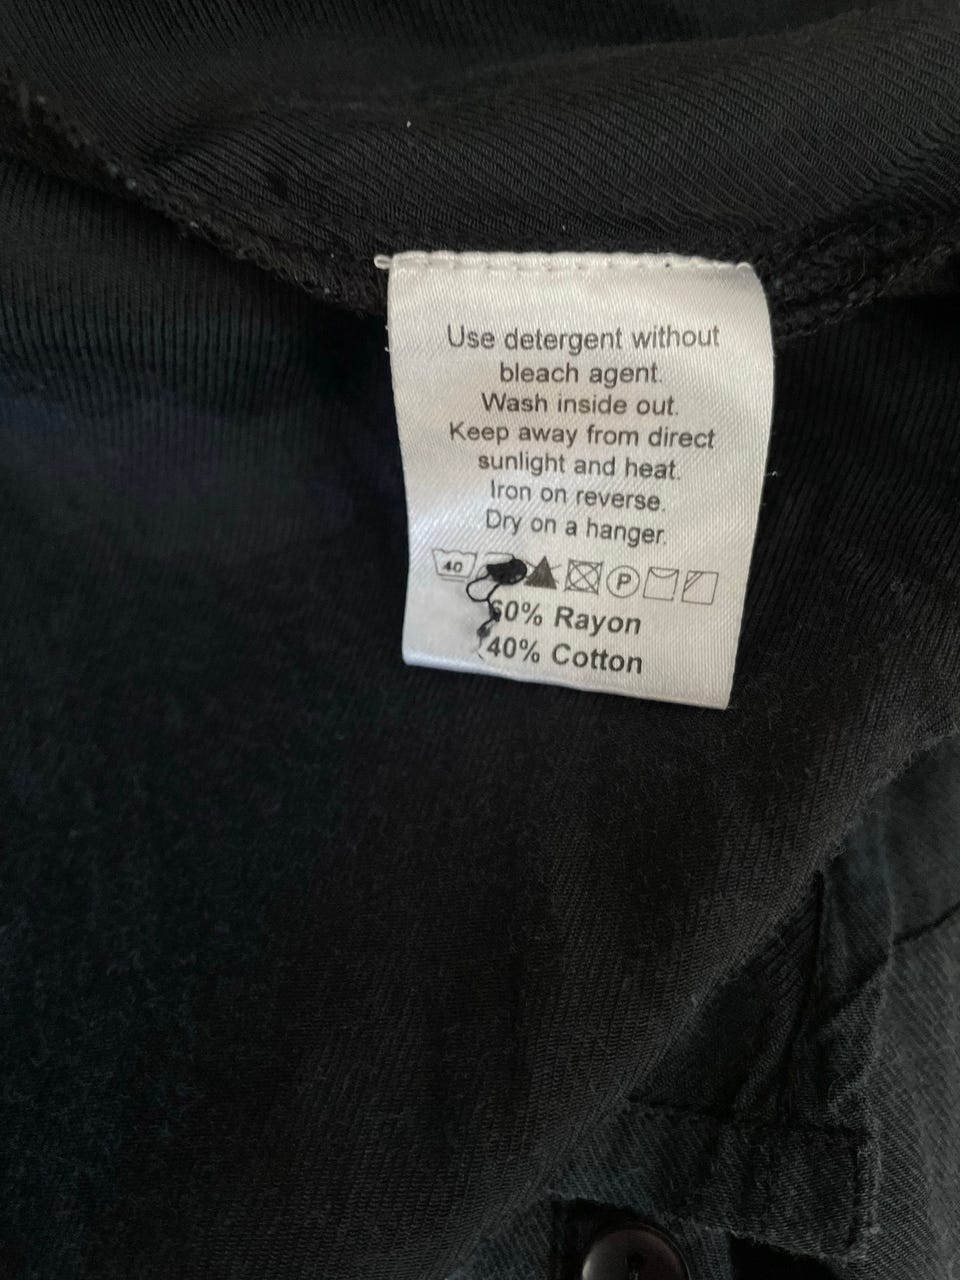 Use detergent without
bleach agent.
Wash inside out.
Keep away from direct
sunlight and heat.
Iron on reverse.
Dry on a hanger.
40 P
60% Rayon
40% Cotton